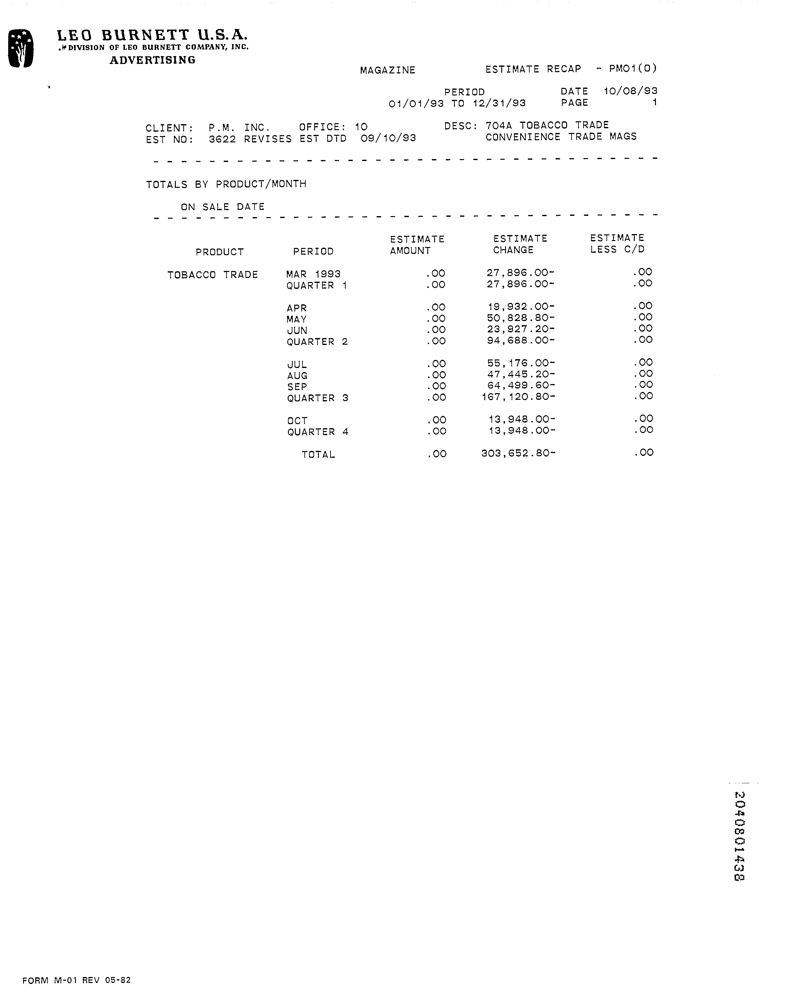 LEO BURNETT U.S.A.
A DIVISION OF LEO BURNETT COMPANY, INC.
ADVERTISING
MAGAZINE ESTIMATE RECAP - PM01(0)
PERIOD DATE 10/08/93
01/01/93 TO 12/31/93 PAGE 1
CLIENT: P.M. INC. OFFICE: 10 DESC: 704A TOBACCO TRADE
EST NO: 3622 REVISES EST DTD 09/10/93 CONVENIENCE TRADE MAGS
- - - - - - - - - - - - - - - - - - - - - - - - - - - - - - - - - - - - -
TOTALS BY PRODUCT/MONTH
ON SALE DATE
- - - - - - - - - - - - - - - - - - - - - - - - - - - - - - - - - - - - -
ESTIMATE ESTIMATE ESTIMATE
PRODUCT PERIOD AMOUNT CHANGE LESS C/D
TOBACCO TRADE MAR 1993 .00 27,896.00- .00
QUARTER 1 .00 27,896.00- .00
APR .00 19,932.00- .00
MAY .00 50,828.80- .00
JUN .00 23,927.20- .00
QUARTER 2 .00 94,688.00- .00
JUL .00 55,176.00- .00
AUG .00 47,445.20- .00
SEP .00 64,499.60- .00
QUARTER 3 .00 167,120.80- .00
OCT .00 13,948.00- .00
QUARTER 4 .00 13,948.00- .00
TOTAL .00 303,652.80- .00
2040801438
FORM M-01 REV 05-82